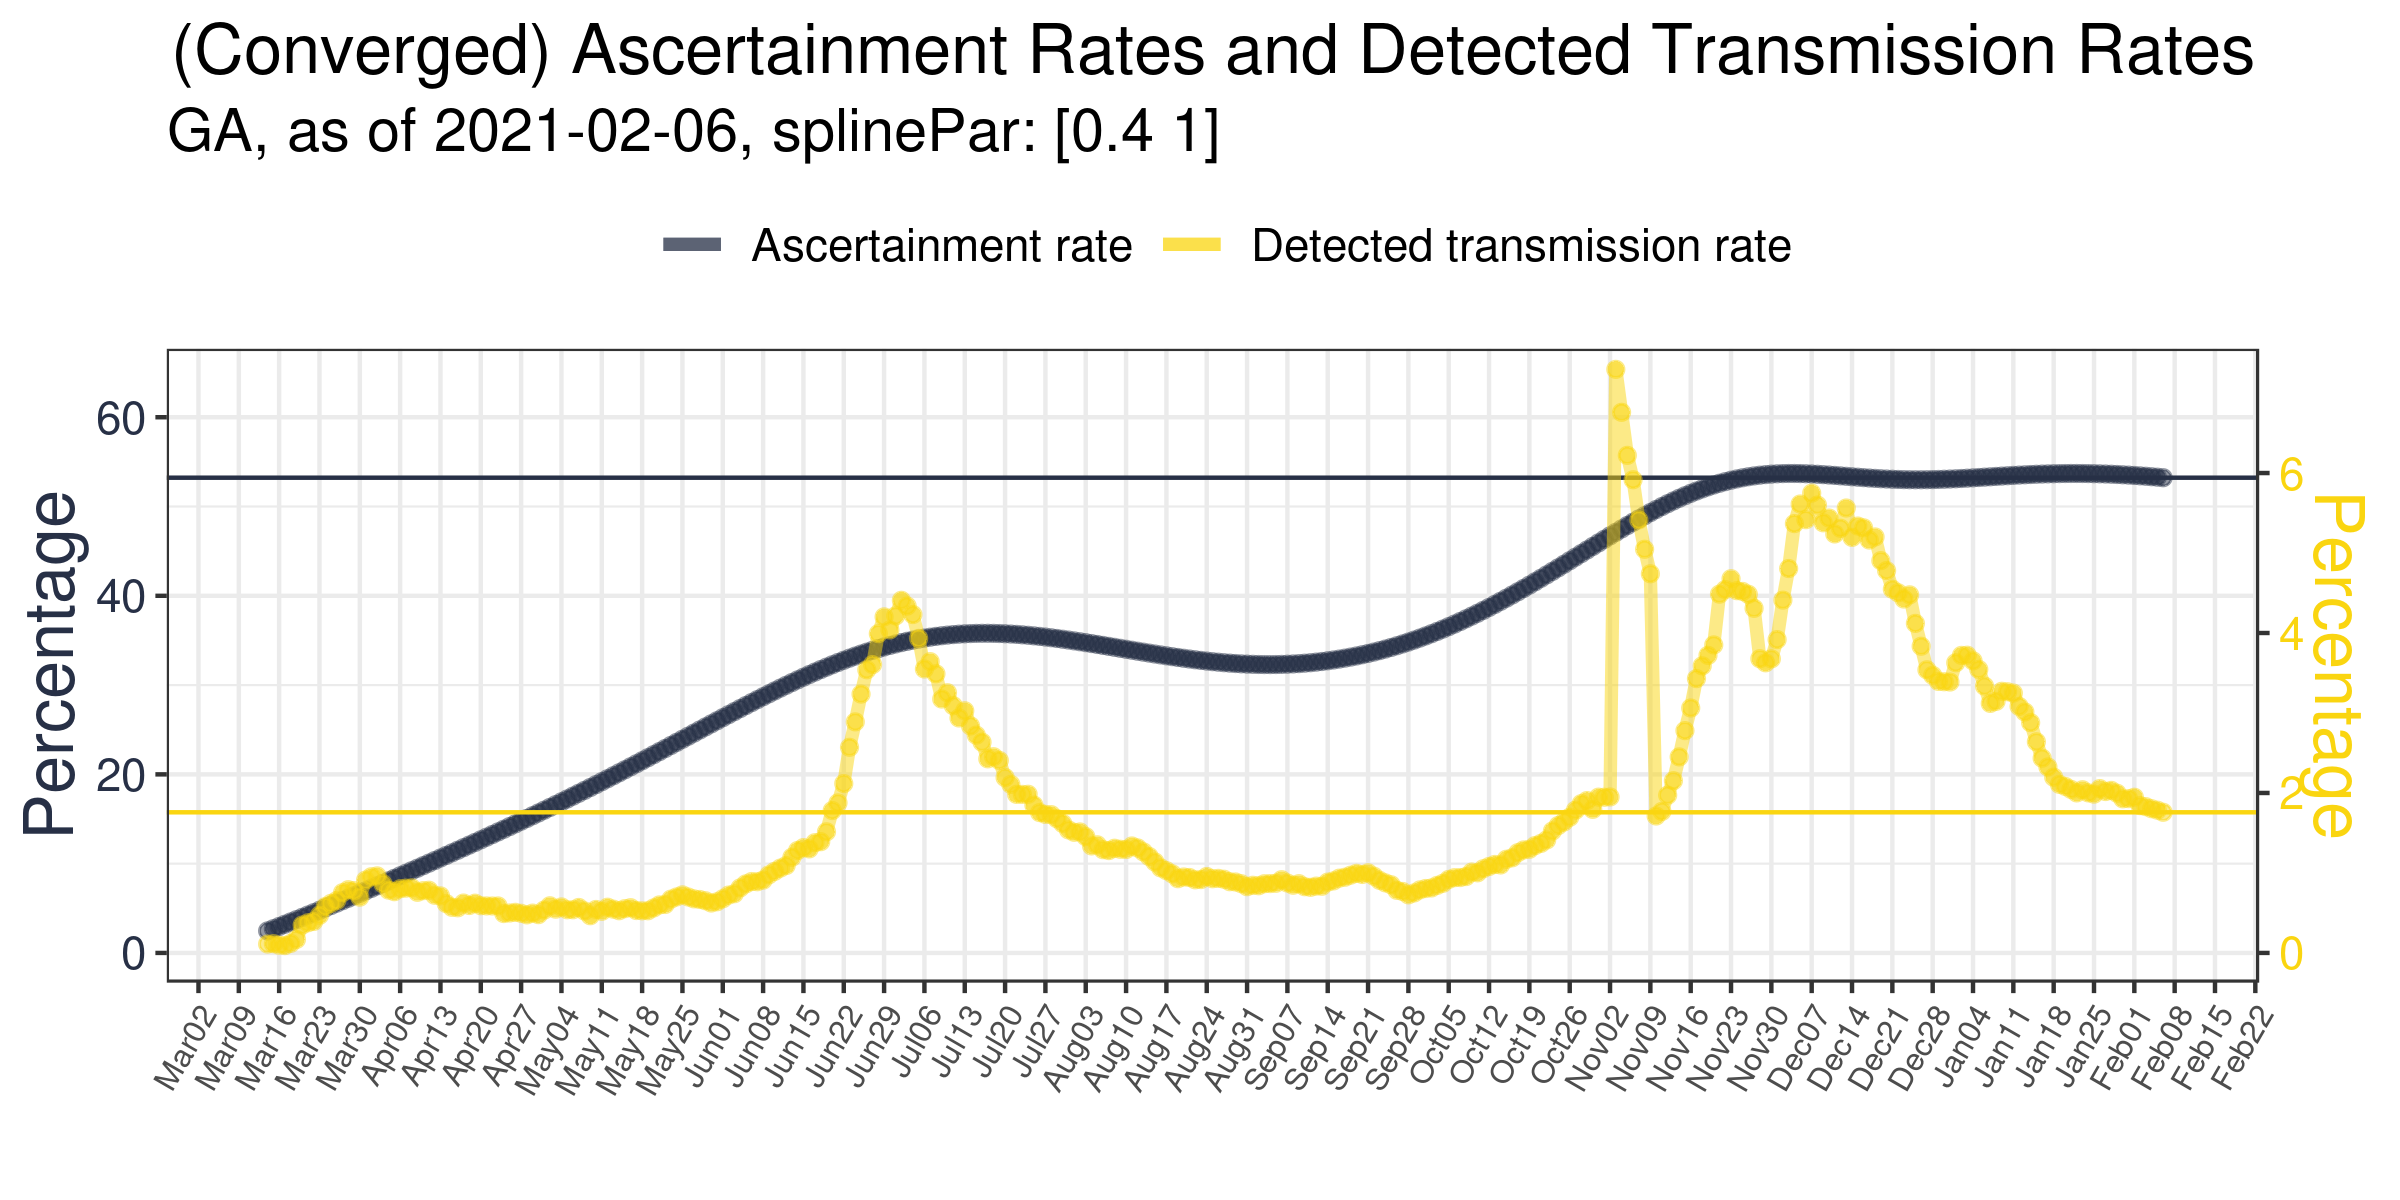 (Converged) Ascertainment Rates and Detected Transmission Rates
GA, as of 2021-02-06, splinePar: [0.4 1]
Ascertainment rate
Detected transmission rate
Percentage
60
40
20
0
6
4
2
0
Percentage
Mar02
Mar09
Mar16
Mar23
Mar30
Apr06
Apr13
Apr20
Apr27
May04
May11
May18
May25
Jun01
Jun08
Jun15
Jun22
Jun29
Jul06
Jul13
Jul20
Jul27
Aug03
Aug10
Aug17
Aug24
Aug31
Sep07
Sep14
Sep21
Sep28
Oct05
Oct12
Oct19
Oct26
Nov02
Nov09
Nov16
Nov23
Nov30
Dec07
Dec14
Dec21
Dec28
Jan04
Jan11
Jan18
Jan25
Feb01
Feb08
Feb15
Feb22